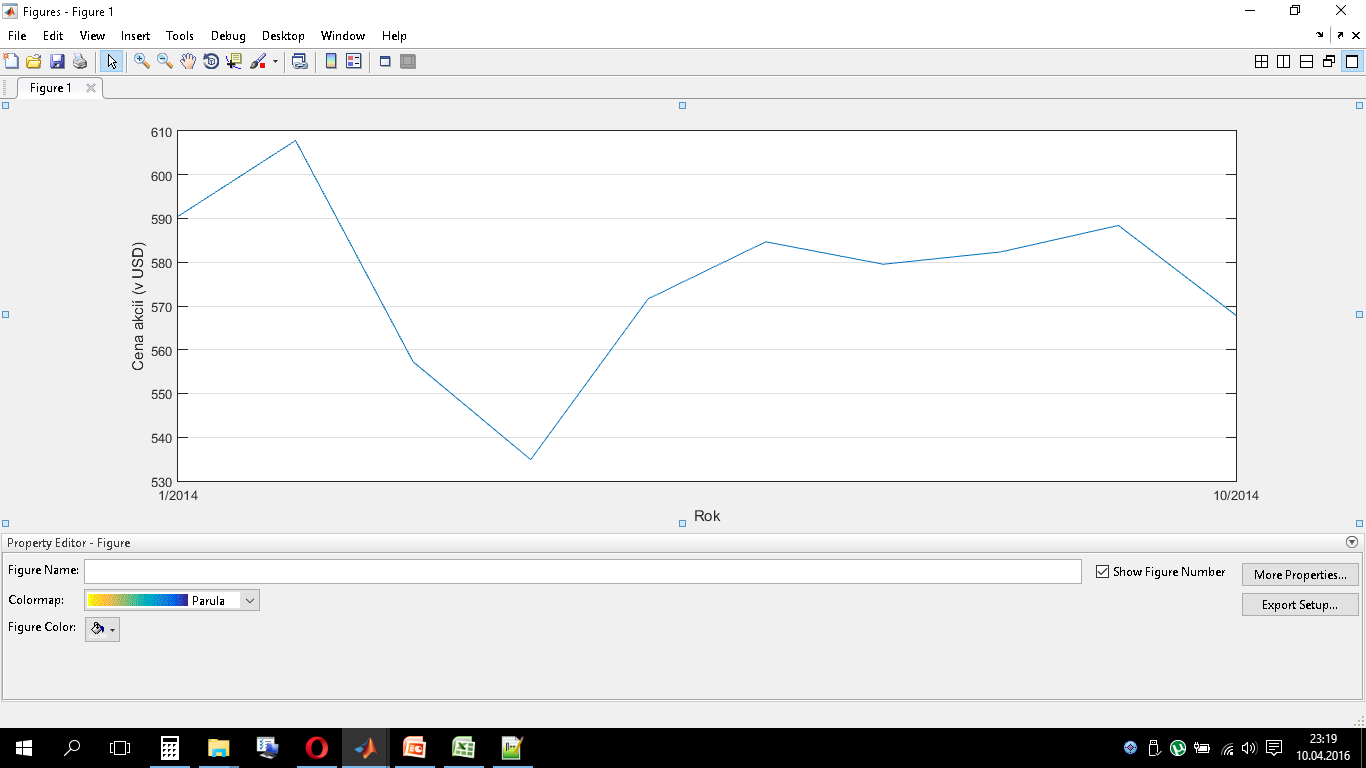 Figures - Figure 1
File Edit View Insert Tools Debug Desktop Window Help
Figure 1
610
600
590
580
570
560
550
540
530
Cena akcií (v USD)
1/2014 10/2014
Rok
Property Editor - Figure
Figure Name: Show Figure Number More Properties...
Colormap: Parula Export Setup...
Figure Color:
23:19
10.04.2016